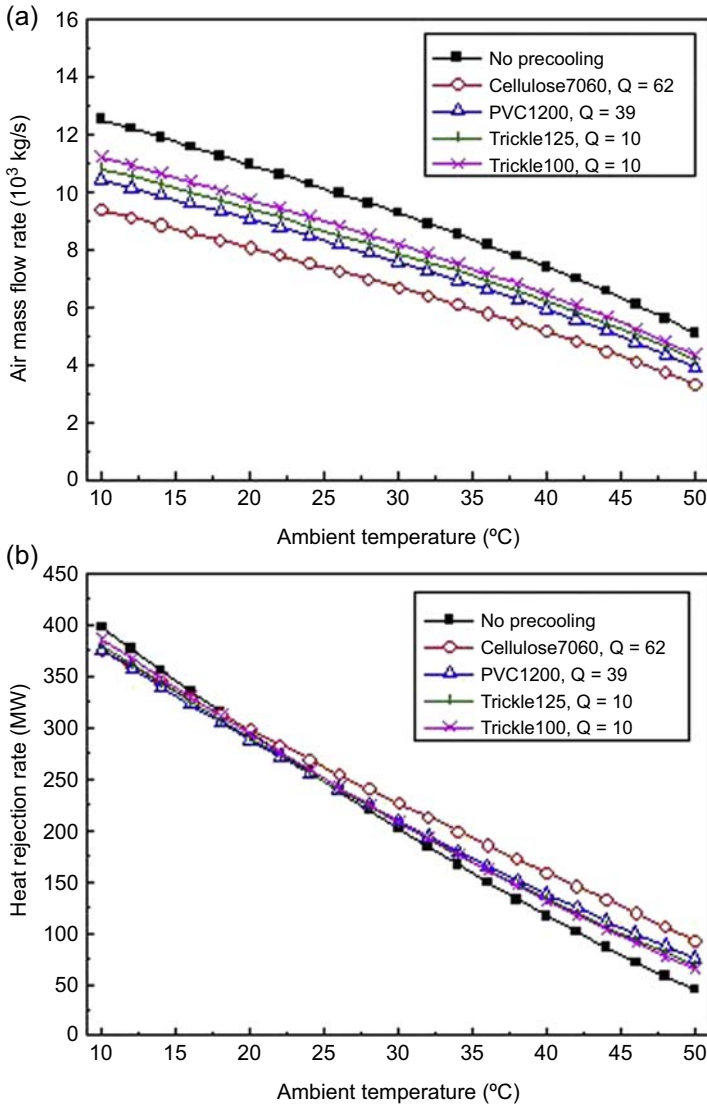 (a)
16
14
12
10
8
6
4
2
0
Air mass flow rate (10³ kg/s)
No precooling
Cellulose7060, Q = 62
PVC1200, Q = 39
Trickle125, Q = 10
Trickle100, Q = 10
10 15 20 25 30 35 40 45 50
Ambient temperature (ºC)
(b)
450
400
350
300
250
200
150
100
50
0
Heat rejection rate (MW)
No precooling
Cellulose7060, Q = 62
PVC1200, Q = 39
Trickle125, Q = 10
Trickle100, Q = 10
10 15 20 25 30 35 40 45 50
Ambient temperature (ºC)